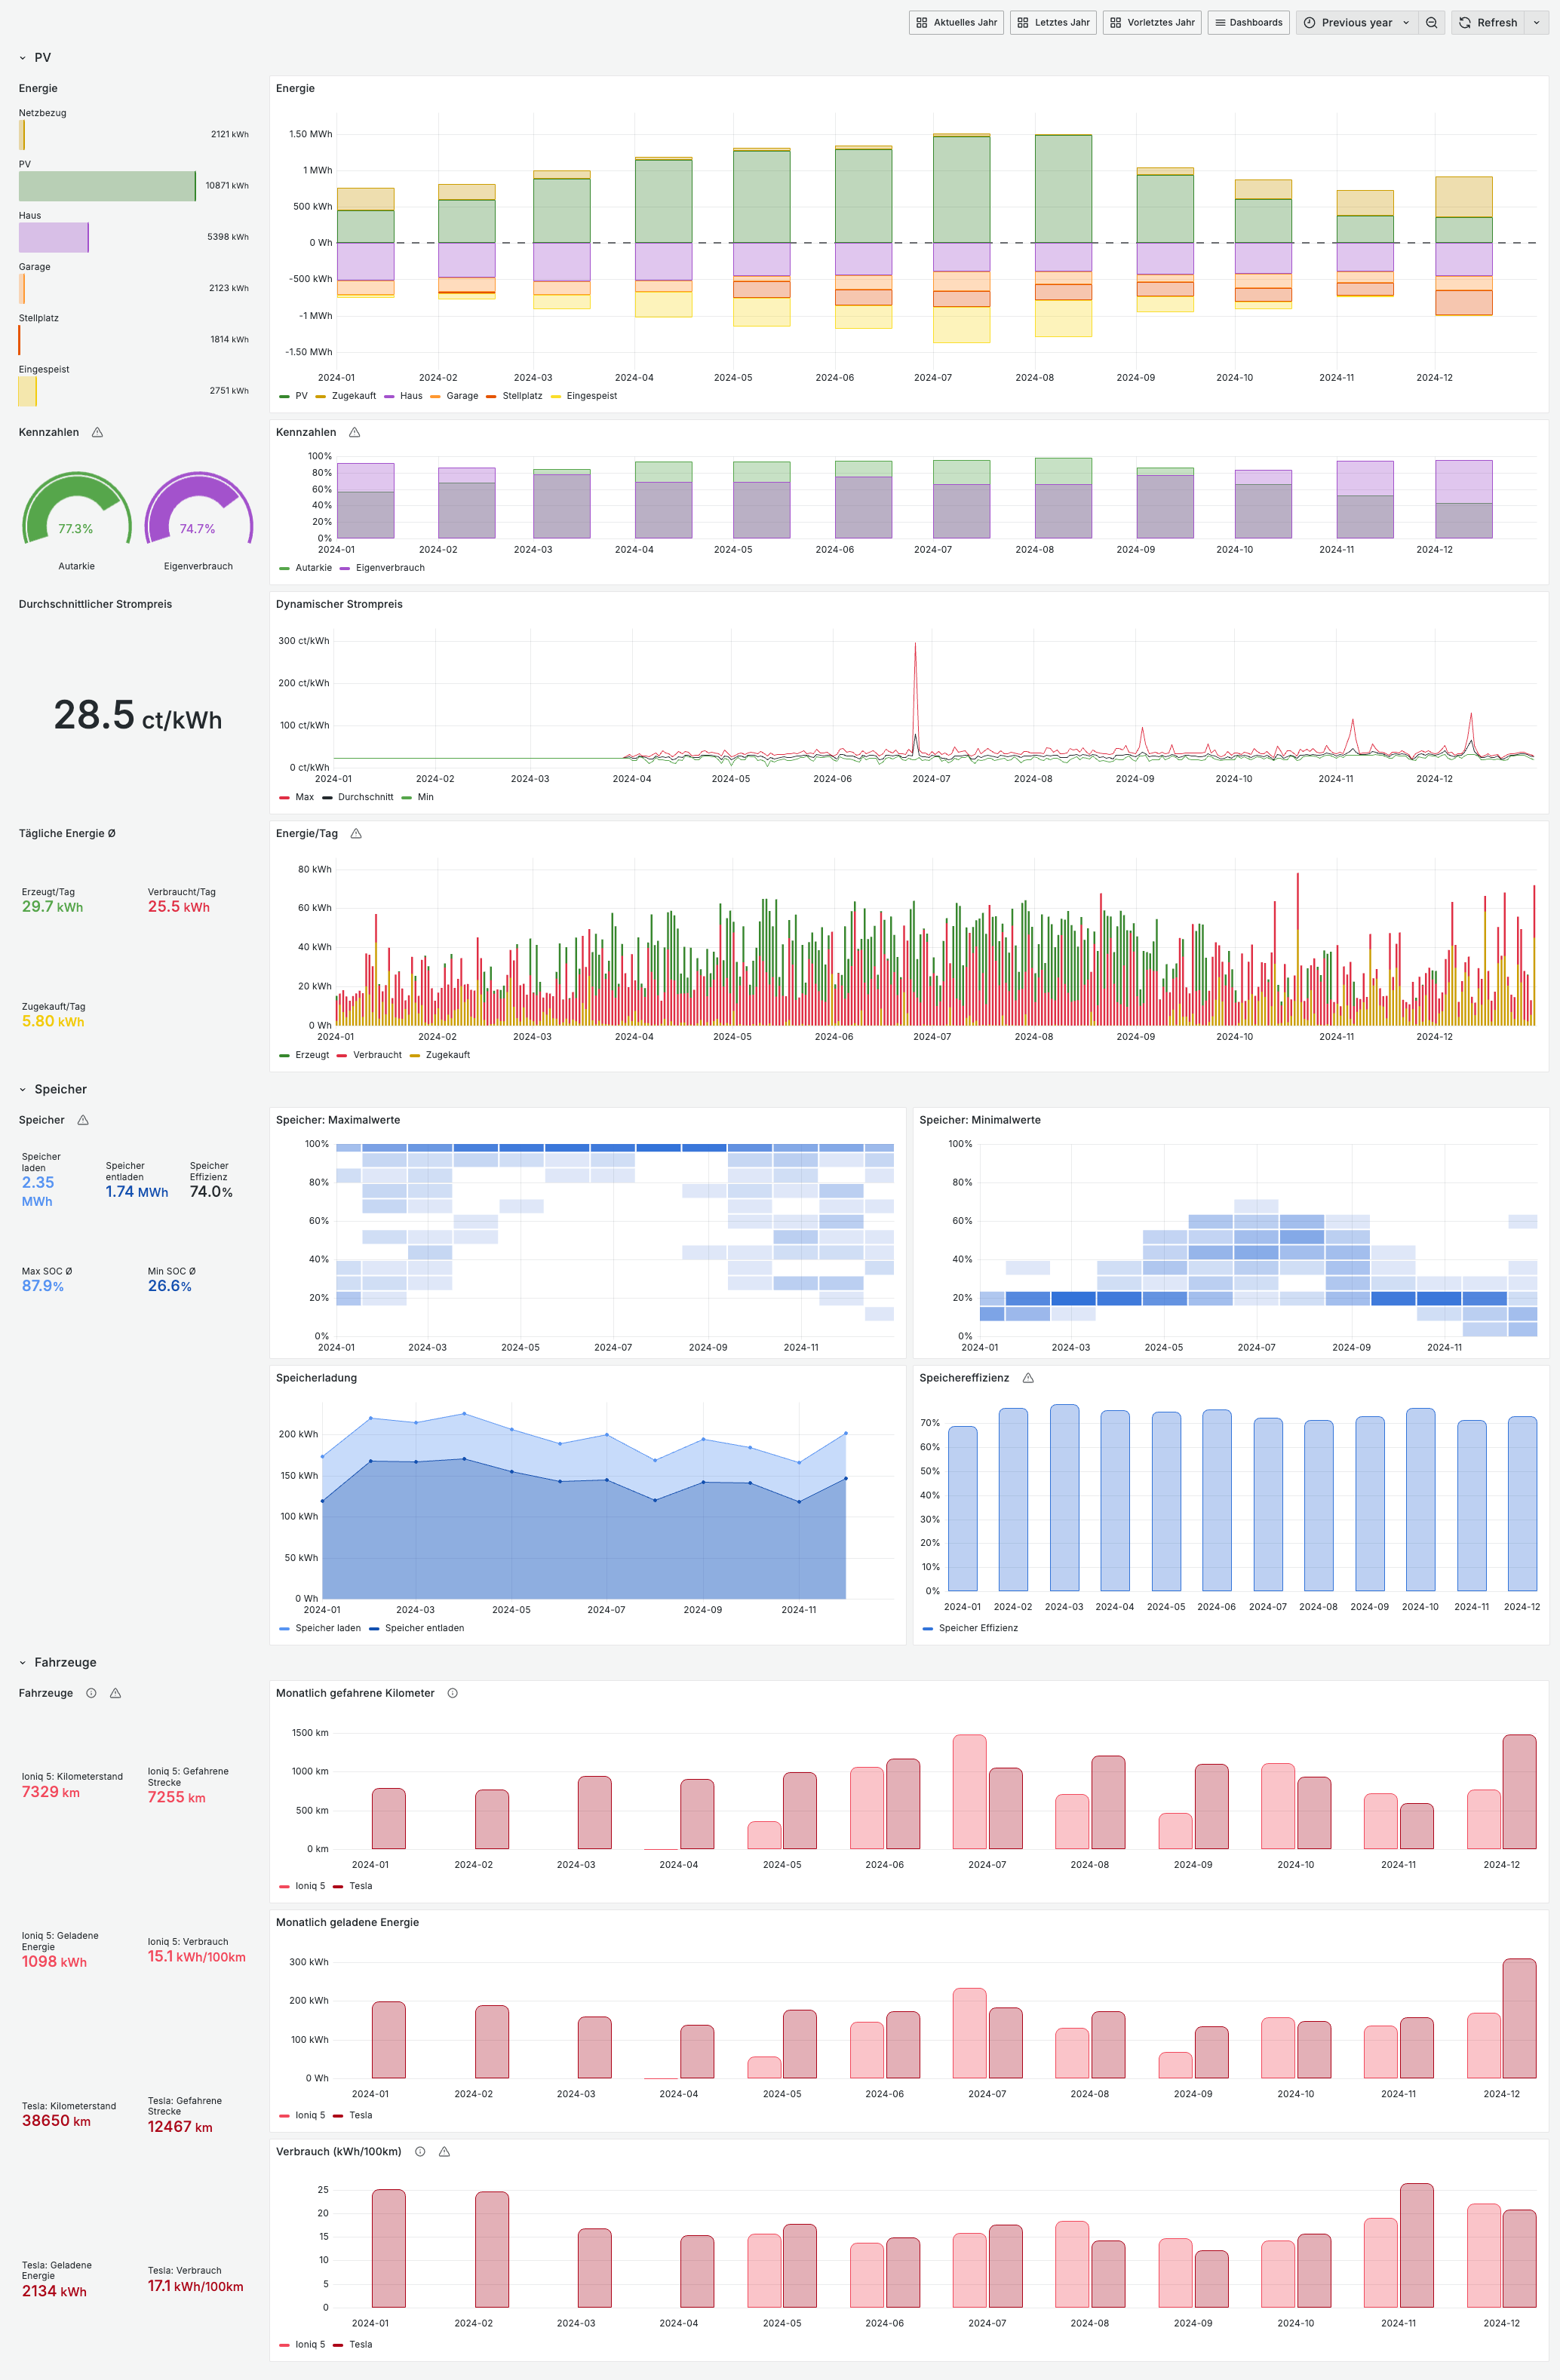 Aktuelles Jahr Letztes Jahr Vorletztes Jahr Dashboards Previous year Refresh
PV
Energie
Netzbezug
2121 kWh
PV
10871 kWh
Haus
5398 kWh
Garage
2123 kWh
Stellplatz
1814 kWh
Eingespeist
2751 kWh
Energie
1.50 MWh
1 MWh
500 kWh
0 Wh
-500 kWh
-1 MWh
-1.50 MWh
2024-01 2024-02 2024-03 2024-04 2024-05 2024-06 2024-07 2024-08 2024-09 2024-10 2024-11 2024-12
PV Zugekauft Haus Garage Stellplatz Eingespeist
Kennzahlen
77.3%
74.7%
Autarkie
Eigenverbrauch
Kennzahlen
100%
80%
60%
40%
20%
0%
2024-01 2024-02 2024-03 2024-04 2024-05 2024-06 2024-07 2024-08 2024-09 2024-10 2024-11 2024-12
Autarkie Eigenverbrauch
Durchschnittlicher Strompreis
28.5 ct/kWh
Dynamischer Strompreis
300 ct/kWh
200 ct/kWh
100 ct/kWh
0 ct/kWh
2024-01 2024-02 2024-03 2024-04 2024-05 2024-06 2024-07 2024-08 2024-09 2024-10 2024-11 2024-12
Max Durchschnitt Min
Tägliche Energie Ø
Erzeugt/Tag
29.7 kWh
Verbraucht/Tag
25.5 kWh
Zugekauft/Tag
5.80 kWh
Energie/Tag
80 kWh
60 kWh
40 kWh
20 kWh
0 Wh
2024-01 2024-02 2024-03 2024-04 2024-05 2024-06 2024-07 2024-08 2024-09 2024-10 2024-11 2024-12
Erzeugt Verbraucht Zugekauft
Speicher
Speicher
Speicher
laden
2.35
MWh
Speicher
entladen
1.74 MWh
Speicher
Effizienz
74.0%
Max SOC Ø
87.9%
Min SOC Ø
26.6%
Speicher: Maximalwerte
100%
80%
60%
40%
20%
0%
2024-01 2024-03 2024-05 2024-07 2024-09 2024-11
Speicher: Minimalwerte
100%
80%
60%
40%
20%
0%
2024-01 2024-03 2024-05 2024-07 2024-09 2024-11
Speicherladung
200 kWh
150 kWh
100 kWh
50 kWh
0 Wh
2024-01 2024-03 2024-05 2024-07 2024-09 2024-11
Speicher laden Speicher entladen
Speichereffizienz
70%
60%
50%
40%
30%
20%
10%
0%
2024-01 2024-02 2024-03 2024-04 2024-05 2024-06 2024-07 2024-08 2024-09 2024-10 2024-11 2024-12
Speicher Effizienz
Fahrzeuge
Fahrzeuge
Ioniq 5: Kilometerstand
7329 km
Ioniq 5: Gefahrene
Strecke
7255 km
Ioniq 5: Geladene
Energie
1098 kWh
Ioniq 5: Verbrauch
15.1 kWh/100km
Tesla: Kilometerstand
38650 km
Tesla: Gefahrene
Strecke
12467 km
Tesla: Geladene
Energie
2134 kWh
Tesla: Verbrauch
17.1 kWh/100km
Monatlich gefahrene Kilometer
1500 km
1000 km
500 km
0 km
2024-01 2024-02 2024-03 2024-04 2024-05 2024-06 2024-07 2024-08 2024-09 2024-10 2024-11 2024-12
Ioniq 5 Tesla
Monatlich geladene Energie
300 kWh
200 kWh
100 kWh
0 Wh
2024-01 2024-02 2024-03 2024-04 2024-05 2024-06 2024-07 2024-08 2024-09 2024-10 2024-11 2024-12
Ioniq 5 Tesla
Verbrauch (kWh/100km)
25
20
15
10
5
0
2024-01 2024-02 2024-03 2024-04 2024-05 2024-06 2024-07 2024-08 2024-09 2024-10 2024-11 2024-12
Ioniq 5 Tesla